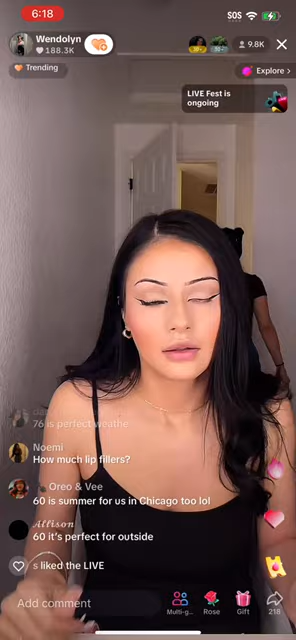 6:18
SOS
Wendolyn
188.3K
9.8K
Trending
Explore >
LIVE Fest is
ongoing
76 is perfect weathe
Noemi
How much lip fillers?
Oreo & Vee
60 is summer for us in Chicago too lol
Allison
60 it's perfect for outside
s liked the LIVE
Add comment
Multi-g...
Rose
Gift
218